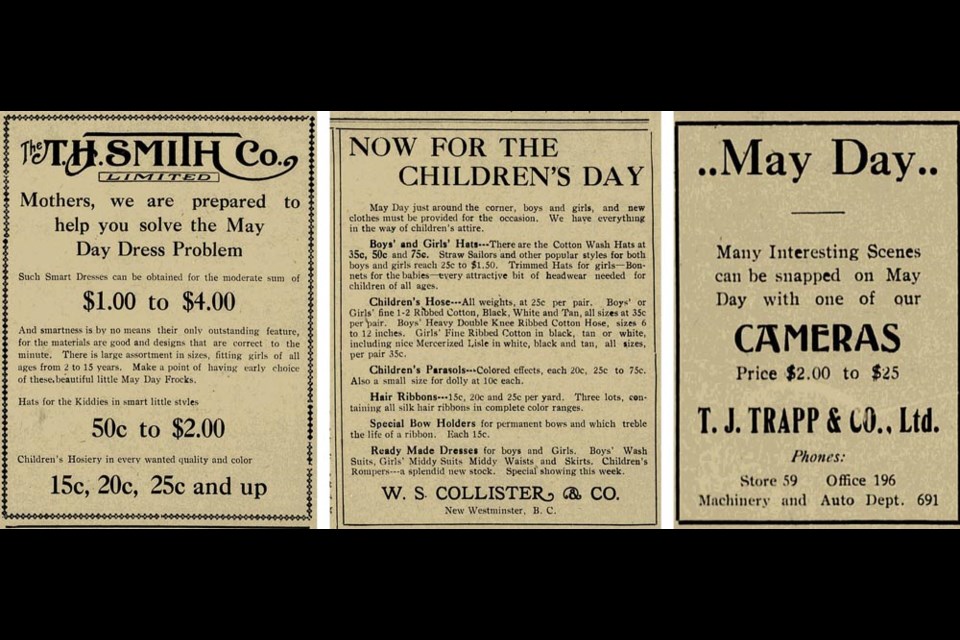 The T.H. SMITH Co.,
LIMITED
Mothers, we are prepared to
help you solve the May
Day Dress Problem
Such Smart Dresses can be obtained for the moderate sum of
$1.00 to $4.00
And smartness is by no means their only outstanding feature,
for the materials are good and designs that are correct to the
minute. There is large assortment in sizes, fitting girls of all
ages from 2 to 15 years. Make a point of having early choice
of these beautiful little May Day Frocks.
Hats for the Kiddies in smart little styles
50c to $2.00
Children's Hosiery in every wanted quality and color
15c, 20c, 25c and up
NOW FOR THE
CHILDREN'S DAY
May Day just around the corner, boys and girls, and new
clothes must be provided for the occasion. We have everything
in the way of children's attire.
Boys' and Girls' Hats---There are the Cotton Wash Hats at
35c, 50c and 75c. Straw Sailors and other popular styles for both
boys and girls reach 25c to $1.50. Trimmed Hats for girls—Bon-
nets for the babies—every attractive bit of headwear needed for
children of all ages.
Children's Hose---All weights, at 25c per pair. Boys' or
Girls' fine 1-2 Ribbed Cotton, Black, White and Tan, all sizes at 35c
per pair. Boys' Heavy Double Knee Ribbed Cotton Hose, sizes 6
to 12 inches. Girls' Fine Ribbed Cotton in black, tan or white,
including nice Mercerized Lisle in white, black and tan, all sizes,
per pair 35c.
Children's Parasols---Colored effects, each 20c, 25c to 75c.
Also a small size for dolly at 10c each.
Hair Ribbons---15c, 20c and 25c per yard. Three lots, con-
taining all silk hair ribbons in complete color ranges.
Special Bow Holders for permanent bows and which treble
the life of a ribbon. Each 15c.
Ready Made Dresses for boys and Girls. Boys' Wash
Suits, Girls' Middy Suits Middy Waists and Skirts. Children's
Rompers---a splendid new stock. Special showing this week.
W. S. COLLISTER & CO.
New Westminster, B. C.
..May Day..
Many Interesting Scenes
can be snapped on May
Day with one of our
CAMERAS
Price $2.00 to $25
T. J. TRAPP & CO., Ltd.
Phones:
Store 59 Office 196
Machinery and Auto Dept. 691